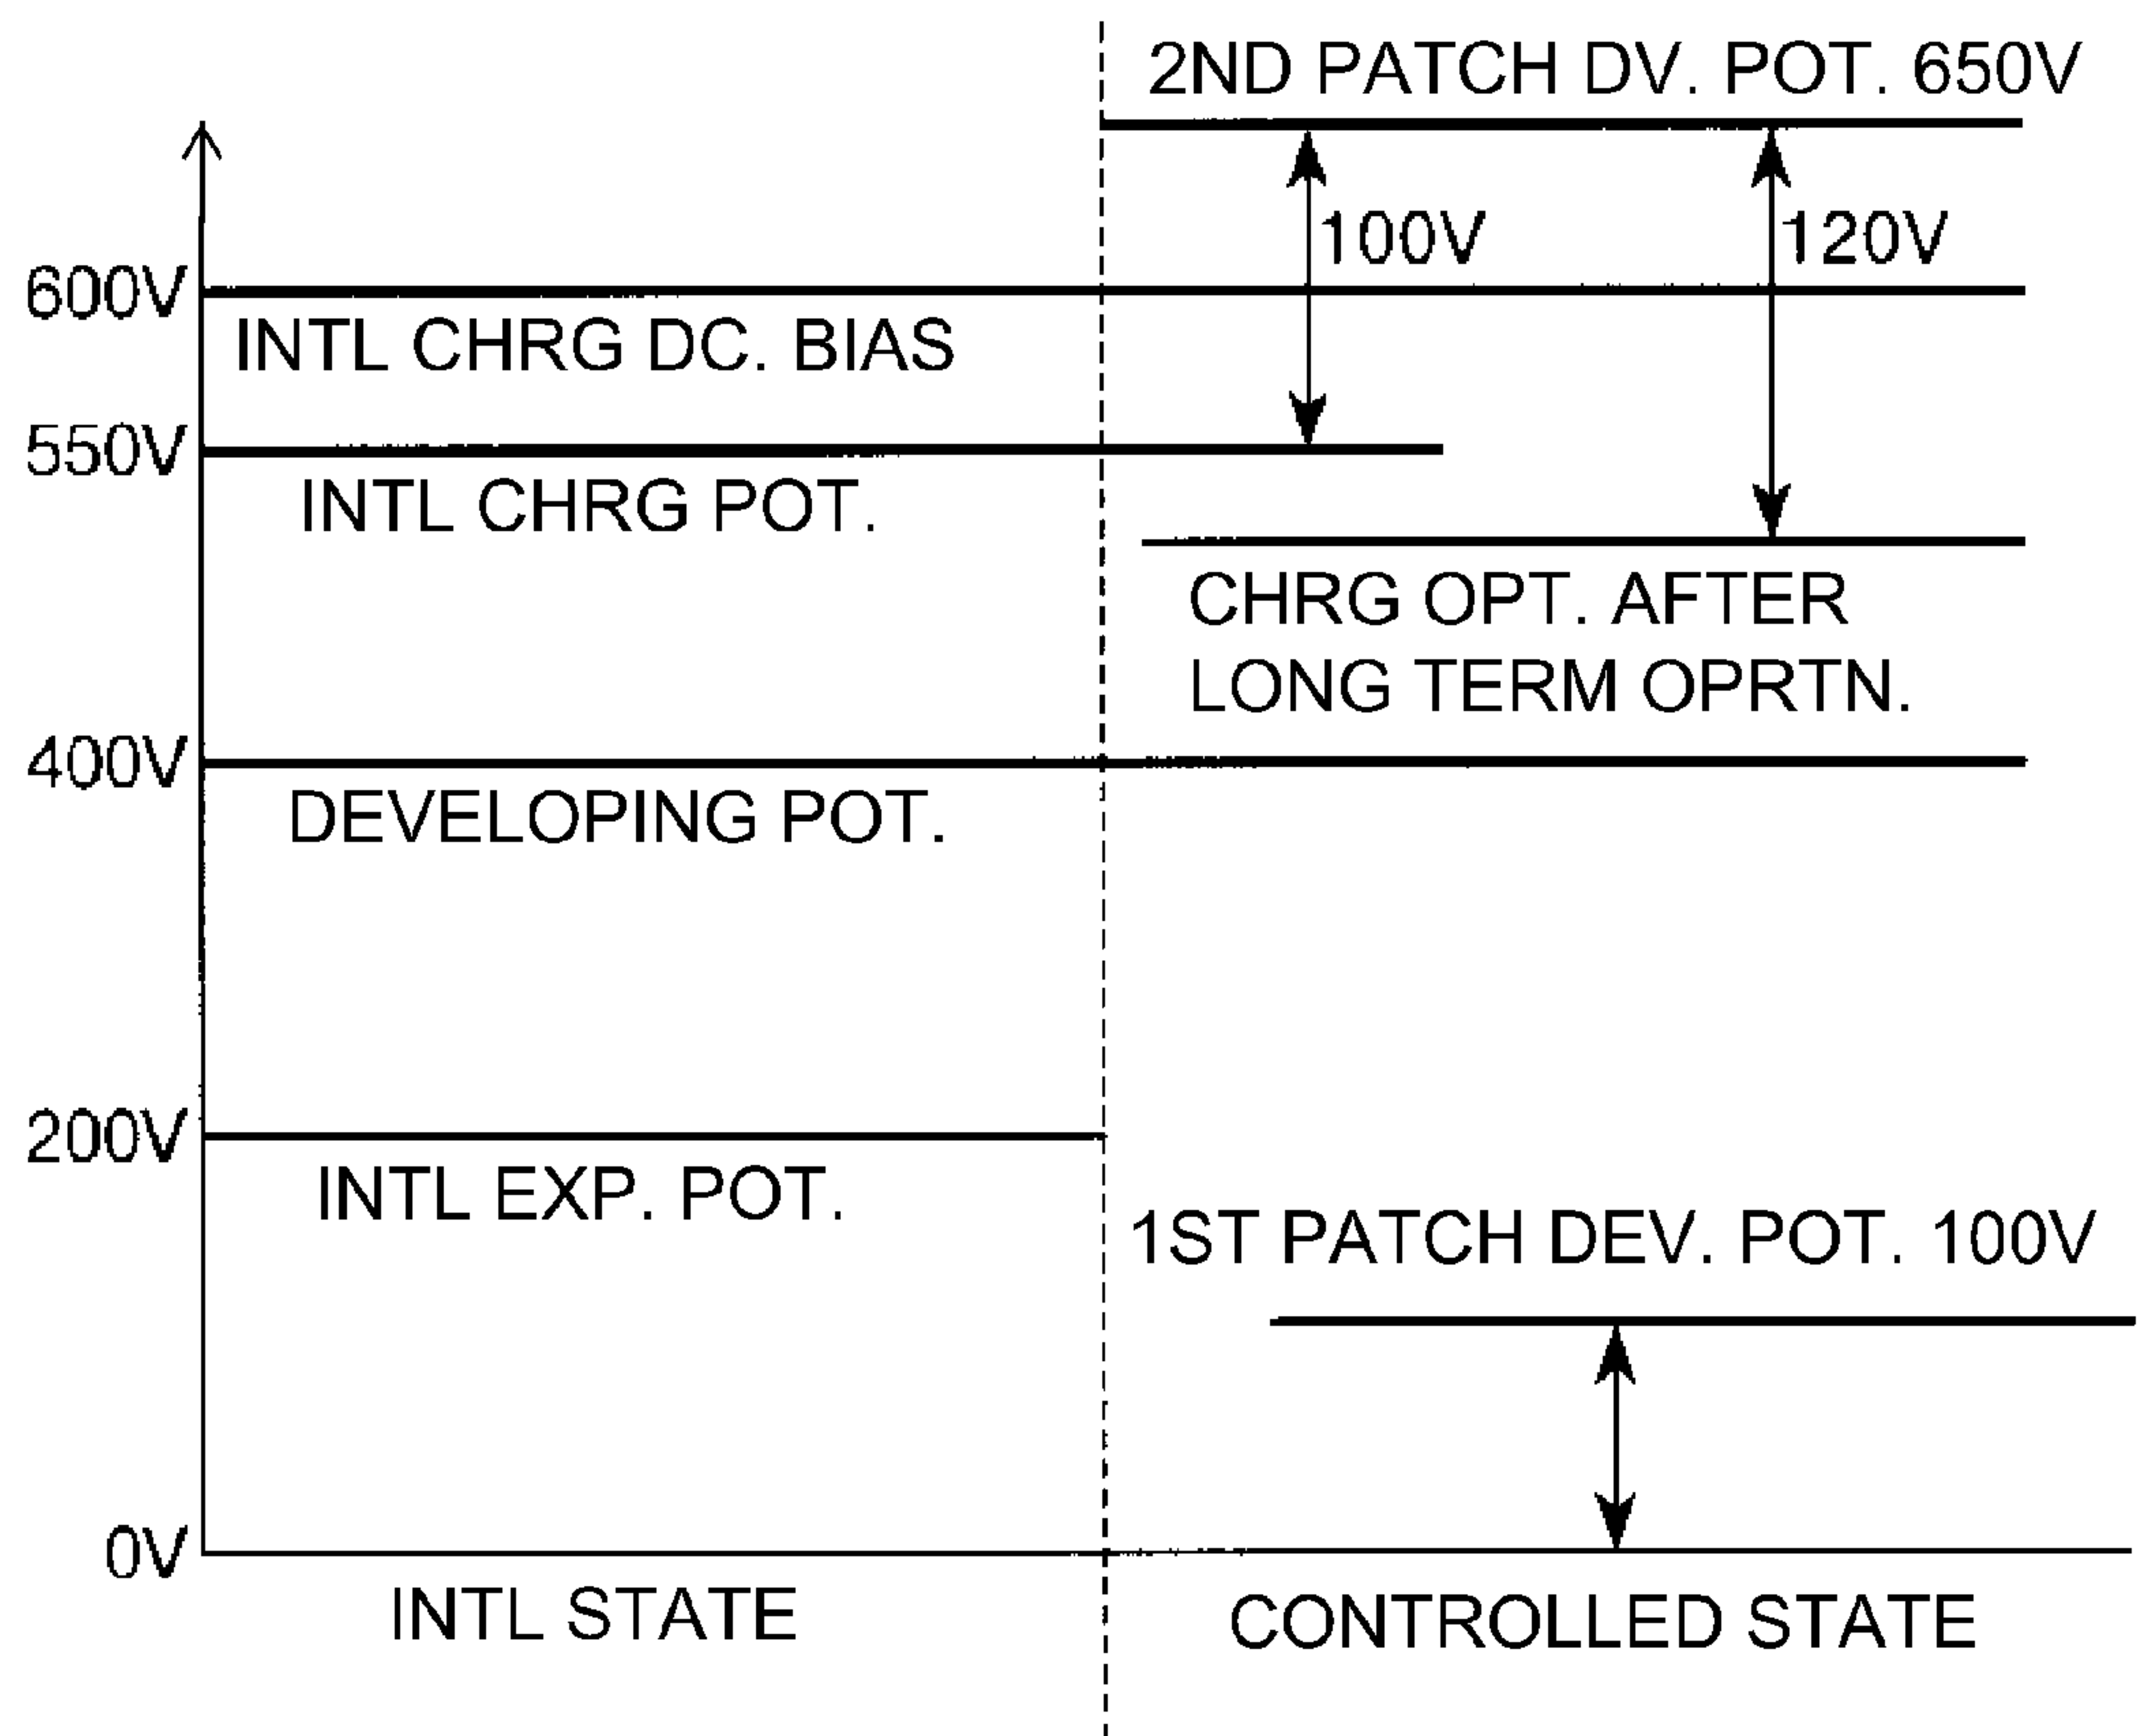 2ND PATCH DV. POT. 650V
100V
120V
600V
INTL CHRG DC. BIAS
550V
INTL CHRG POT.
CHRG OPT. AFTER
LONG TERM OPRTN.
400V
DEVELOPING POT.
200V
INTL EXP. POT.
1ST PATCH DEV. POT. 100V
0V
INTL STATE
CONTROLLED STATE